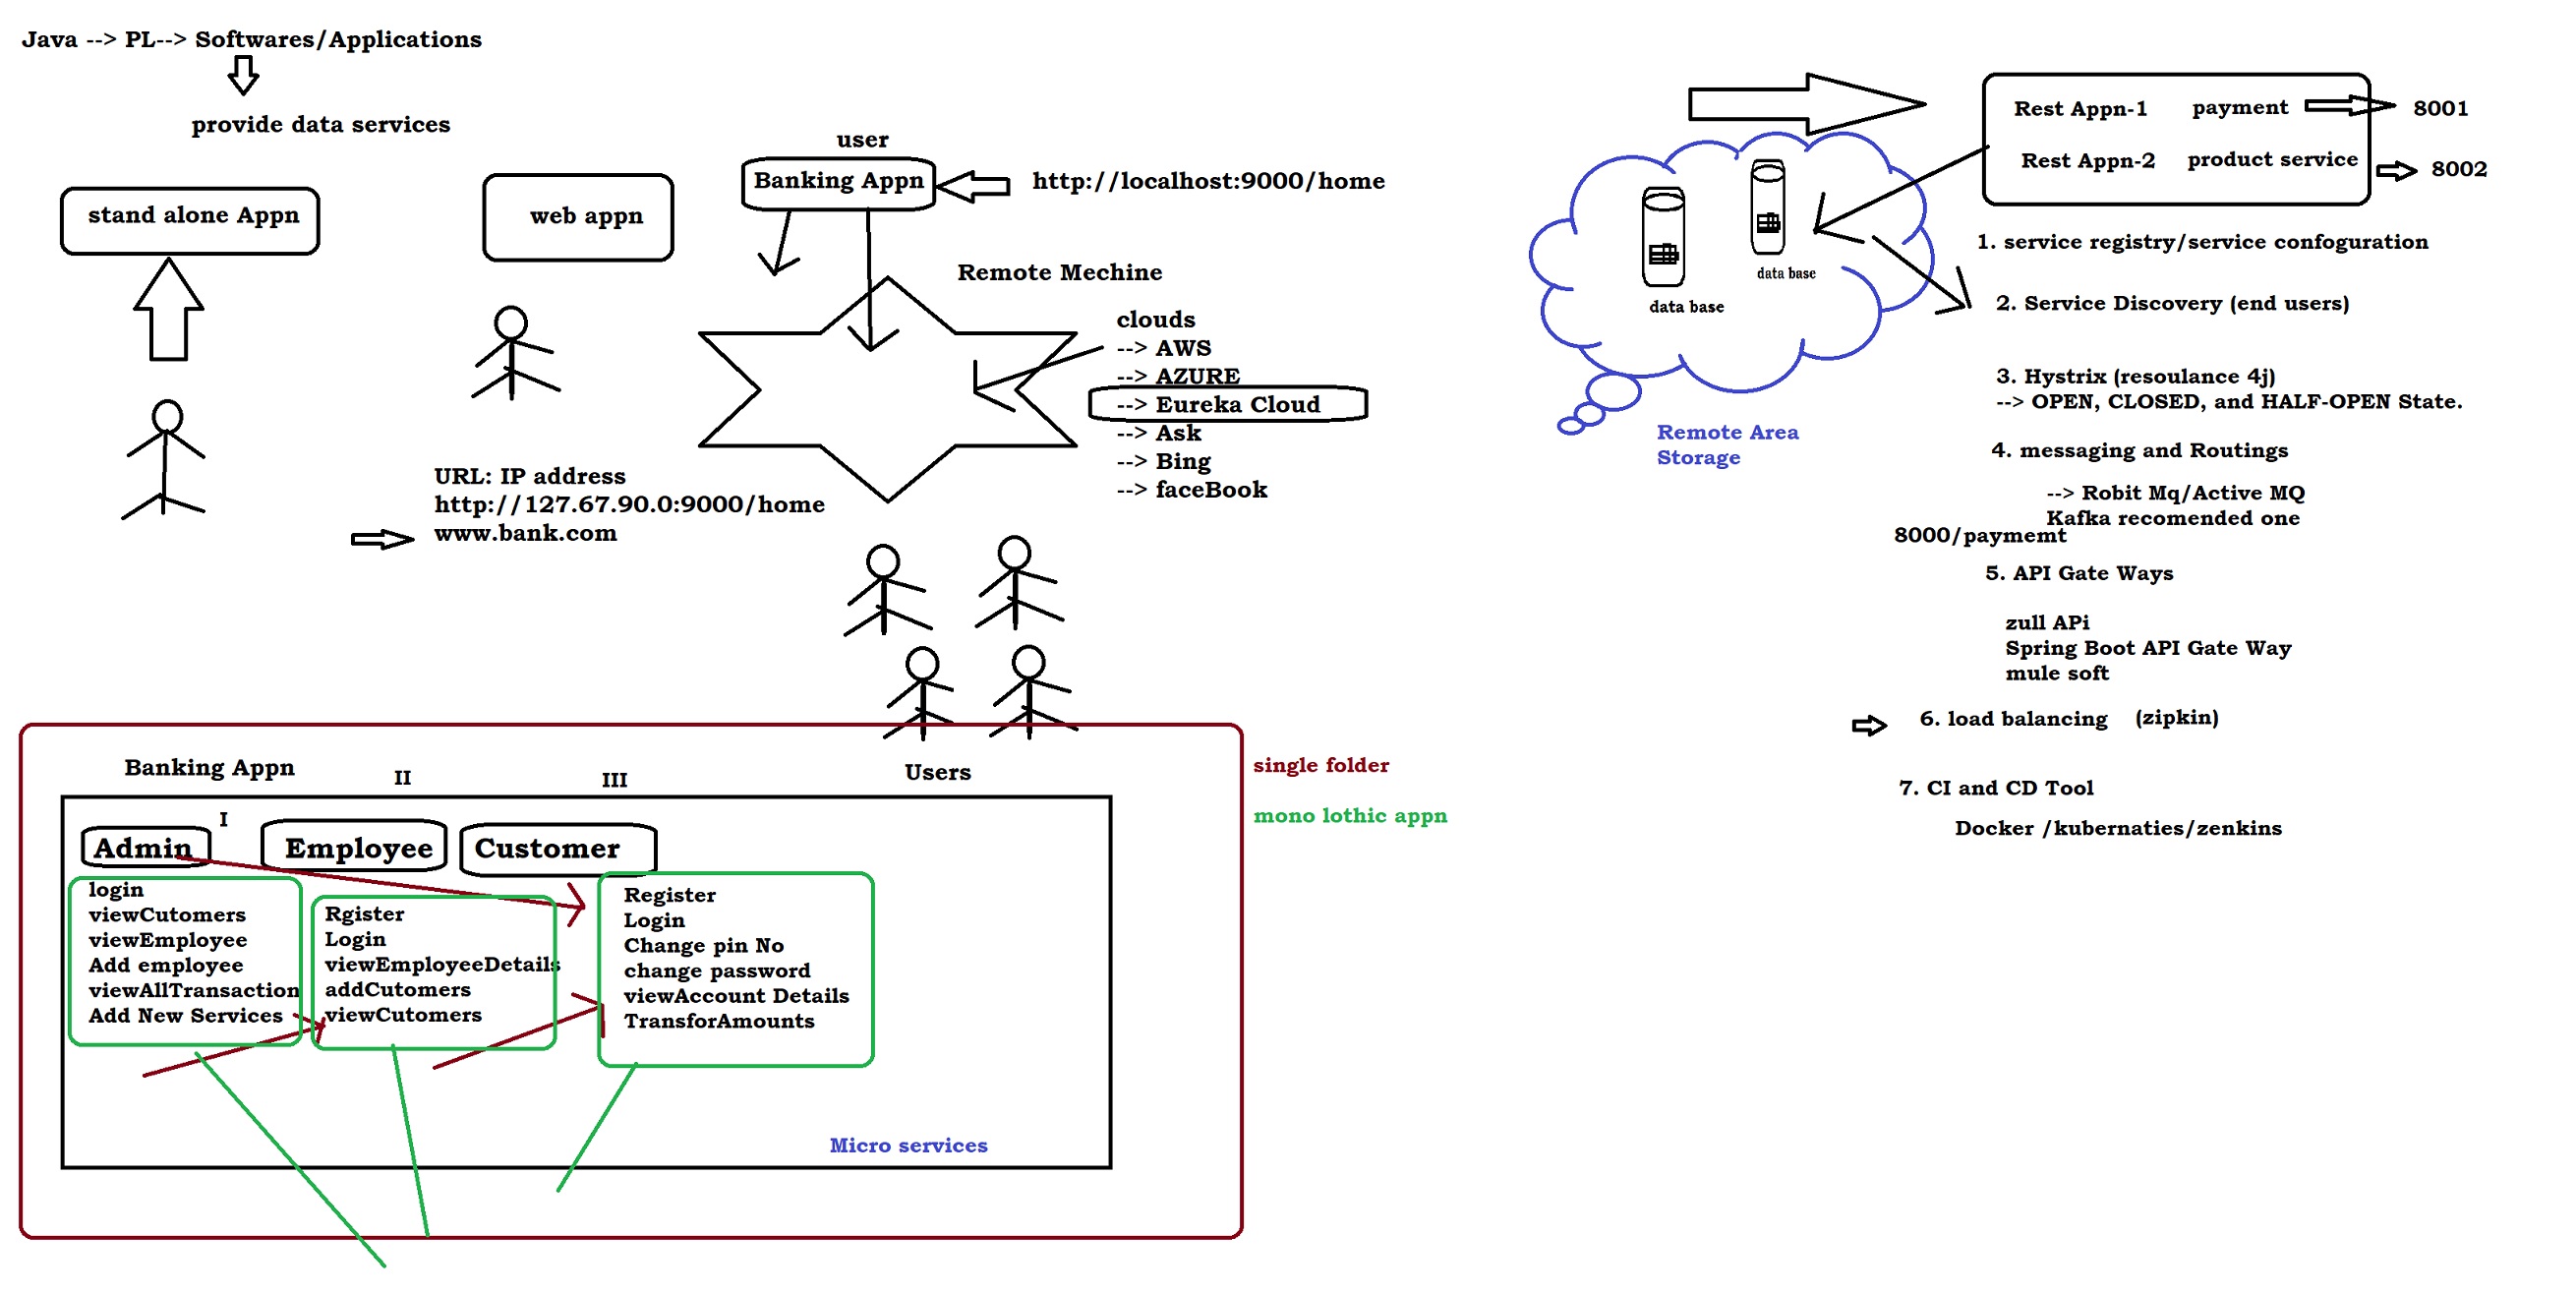 Java --> PL--> Softwares/Applications
provide data services
stand alone Appn
web appn
user
Banking Appn
http://localhost:9000/home
Remote Mechine
clouds
--> AWS
--> AZURE
--> Eureka Cloud
--> Ask
--> Bing
--> faceBook
URL: IP address
http://127.67.90.0:9000/home
www.bank.com
Users
Banking Appn
I
II
III
Admin
Employee
Customer
login
viewCutomers
viewEmployee
Add employee
viewAllTransaction
Add New Services
Rgister
Login
viewEmployeeDetails
addCutomers
viewCutomers
Register
Login
Change pin No
change password
viewAccount Details
TransforAmounts
Micro services
single folder
mono lothic appn
data base
data base
Remote Area
Storage
Rest Appn-1 payment 8001
Rest Appn-2 product service 8002
1. service registry/service confoguration
2. Service Discovery (end users)
3. Hystrix (resoulance 4j)
--> OPEN, CLOSED, and HALF-OPEN State.
4. messaging and Routings
--> Robit Mq/Active MQ
Kafka recomended one
8000/paymemt
5. API Gate Ways
zull APi
Spring Boot API Gate Way
mule soft
6. load balancing (zipkin)
7. CI and CD Tool
Docker /kubernaties/zenkins